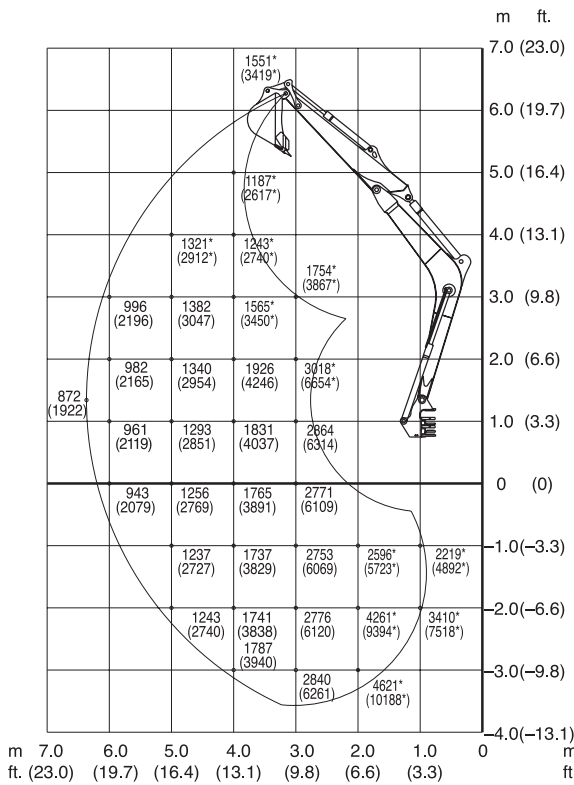 m ft.
7.0 (23.0)
1551*
(3419*)
6.0 (19.7)
5.0 (16.4)
1187*
(2617*)
4.0 (13.1)
1321* 1243*
(2912*) (2740*)
1754*
(3867*)
3.0 (9.8)
996 1382 1565*
(2196) (3047) (3450*)
2.0 (6.6)
982 1340 1926 3018*
(2165) (2954) (4246) (6654*)
872
(1922)
1.0 (3.3)
961 1293 1831 2864
(2119) (2851) (4037) (6314)
0 (0)
943 1256 1765 2771
(2079) (2769) (3891) (6109)
-1.0 (-3.3)
1237 1737 2753 2596* 2219*
(2727) (3829) (6069) (5723*) (4892*)
-2.0 (-6.6)
1243 1741 2776 4261* 3410*
(2740) (3838) (6120) (9394*) (7518*)
1787
(3940)
-3.0 (-9.8)
2840 4621*
(6261) (10188*)
-4.0 (-13.1)
m 7.0 6.0 5.0 4.0 3.0 2.0 1.0 0 m
ft. (23.0) (19.7) (16.4) (13.1) (9.8) (6.6) (3.3) ft